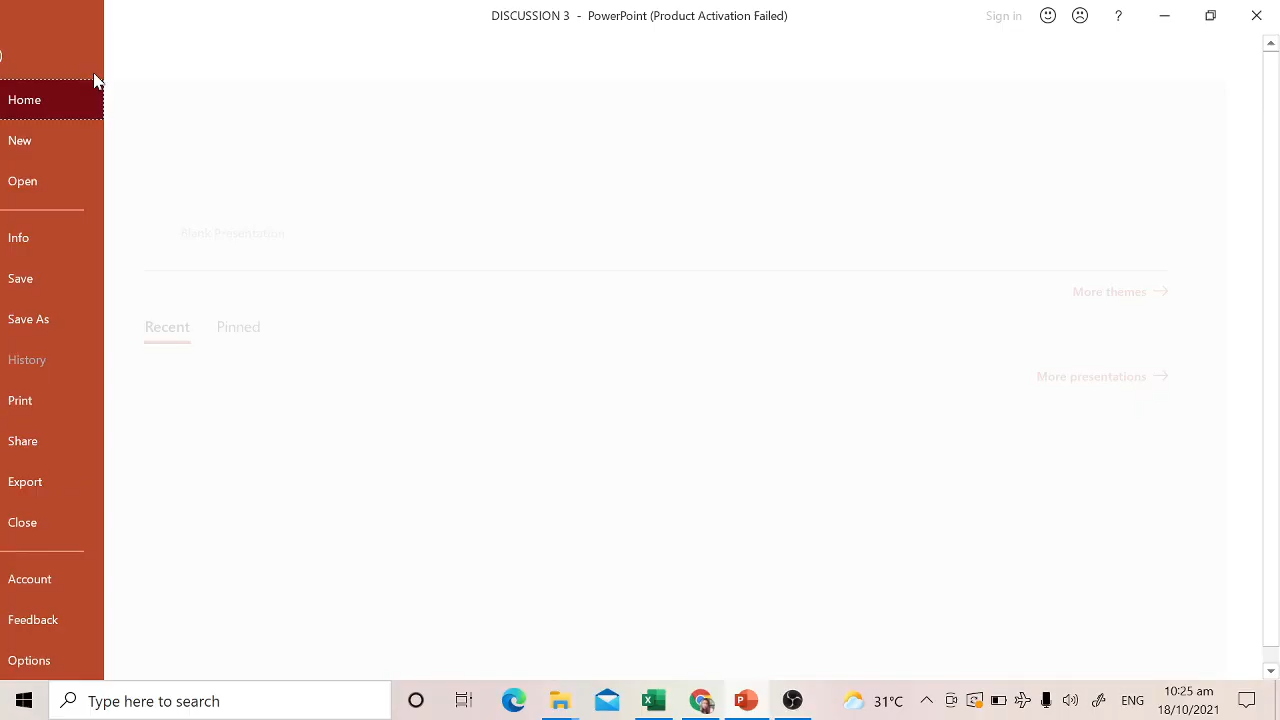 DISCUSSION 3 - PowerPoint (Product Activation Failed)
Sign in
?
Home
New
Open
Info
Save
Save As
History
Print
Share
Export
Close
Account
Feedback
Options
Blank Presentation
More themes
Recent Pinned
More presentations
Type here to search
31°C
ENG
10:25 am
18/10/2021